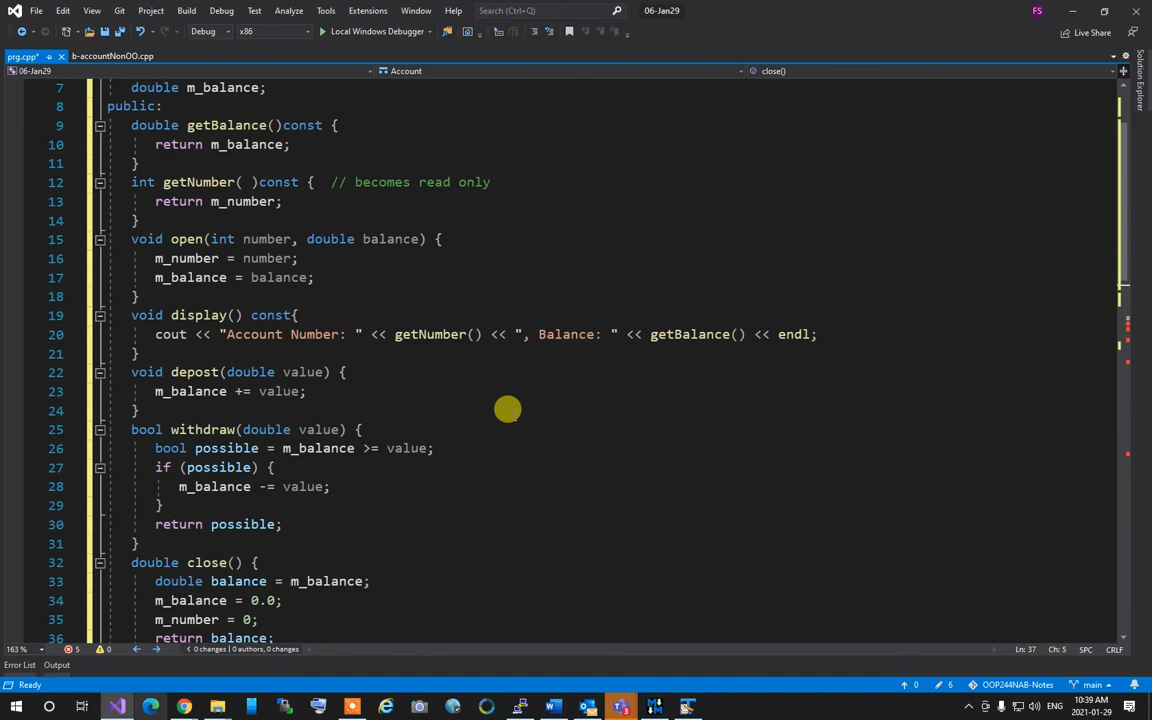 File Edit View Git Project Build Debug Test Analyze Tools Extensions Window Help Search (Ctrl+Q) 06-Jan29 FS
Debug x86 Local Windows Debugger Live Share
prg.cpp* b-accountNonOO.cpp
06-Jan29 Account close()
Solution Explorer
7 double m_balance;
8 public:
9 double getBalance()const {
10 return m_balance;
11 }
12 int getNumber( )const { // becomes read only
13 return m_number;
14 }
15 void open(int number, double balance) {
16 m_number = number;
17 m_balance = balance;
18 }
19 void display() const{
20 cout << "Account Number: " << getNumber() << ", Balance: " << getBalance() << endl;
21 }
22 void depost(double value) {
23 m_balance += value;
24 }
25 bool withdraw(double value) {
26 bool possible = m_balance >= value;
27 if (possible) {
28 m_balance -= value;
29 }
30 return possible;
31 }
32 double close() {
33 double balance = m_balance;
34 m_balance = 0.0;
35 m_number = 0;
36 return balance;
163 % 5 0 0 changes | 0 authors, 0 changes Ln: 37 Ch: 5 SPC CRLF
Error List Output
Ready 0 6 OOP244NAB-Notes main
ENG 10:39 AM 2021-01-29